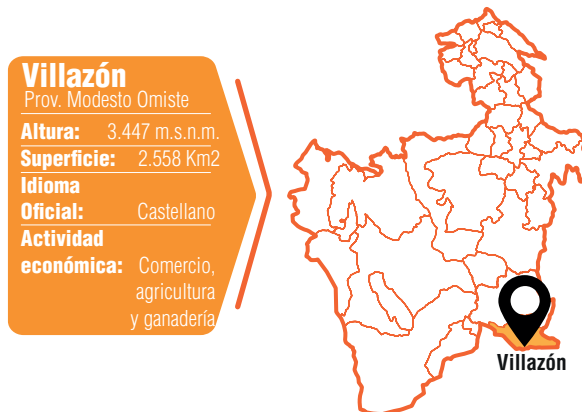 Villazón
Prov. Modesto Omiste
Altura: 3.447 m.s.n.m.
Superficie: 2.558 Km2
Idioma
Oficial: Castellano
Actividad
económica: Comercio,
agricultura
y ganadería
Villazón